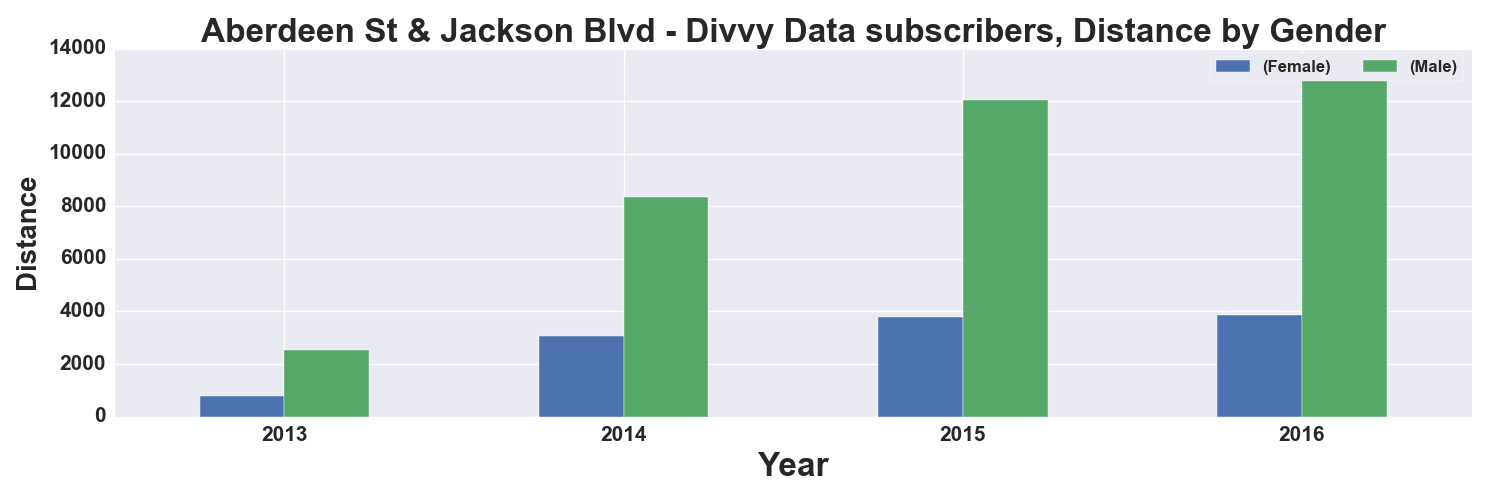 Aberdeen St & Jackson Blvd - Divvy Data subscribers, Distance by Gender
(Female) (Male)
14000
12000
10000
8000
6000
4000
2000
0
Distance
2013 2014 2015 2016
Year